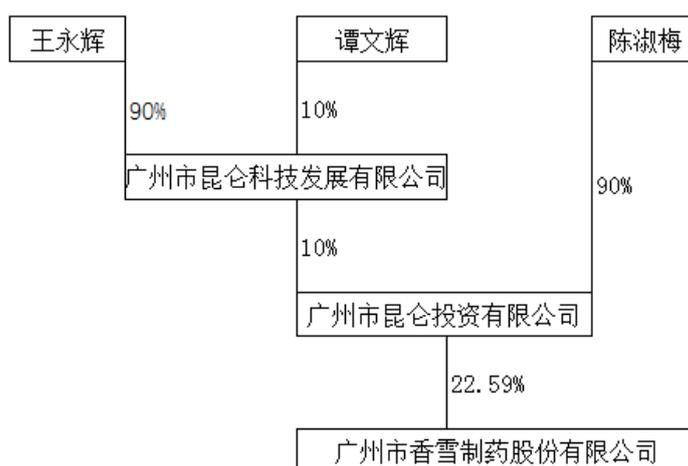 王永辉
谭文辉
陈淑梅
90%
10%
广州市昆仑科技发展有限公司
90%
10%
广州市昆仑投资有限公司
22.59%
广州市香雪制药股份有限公司